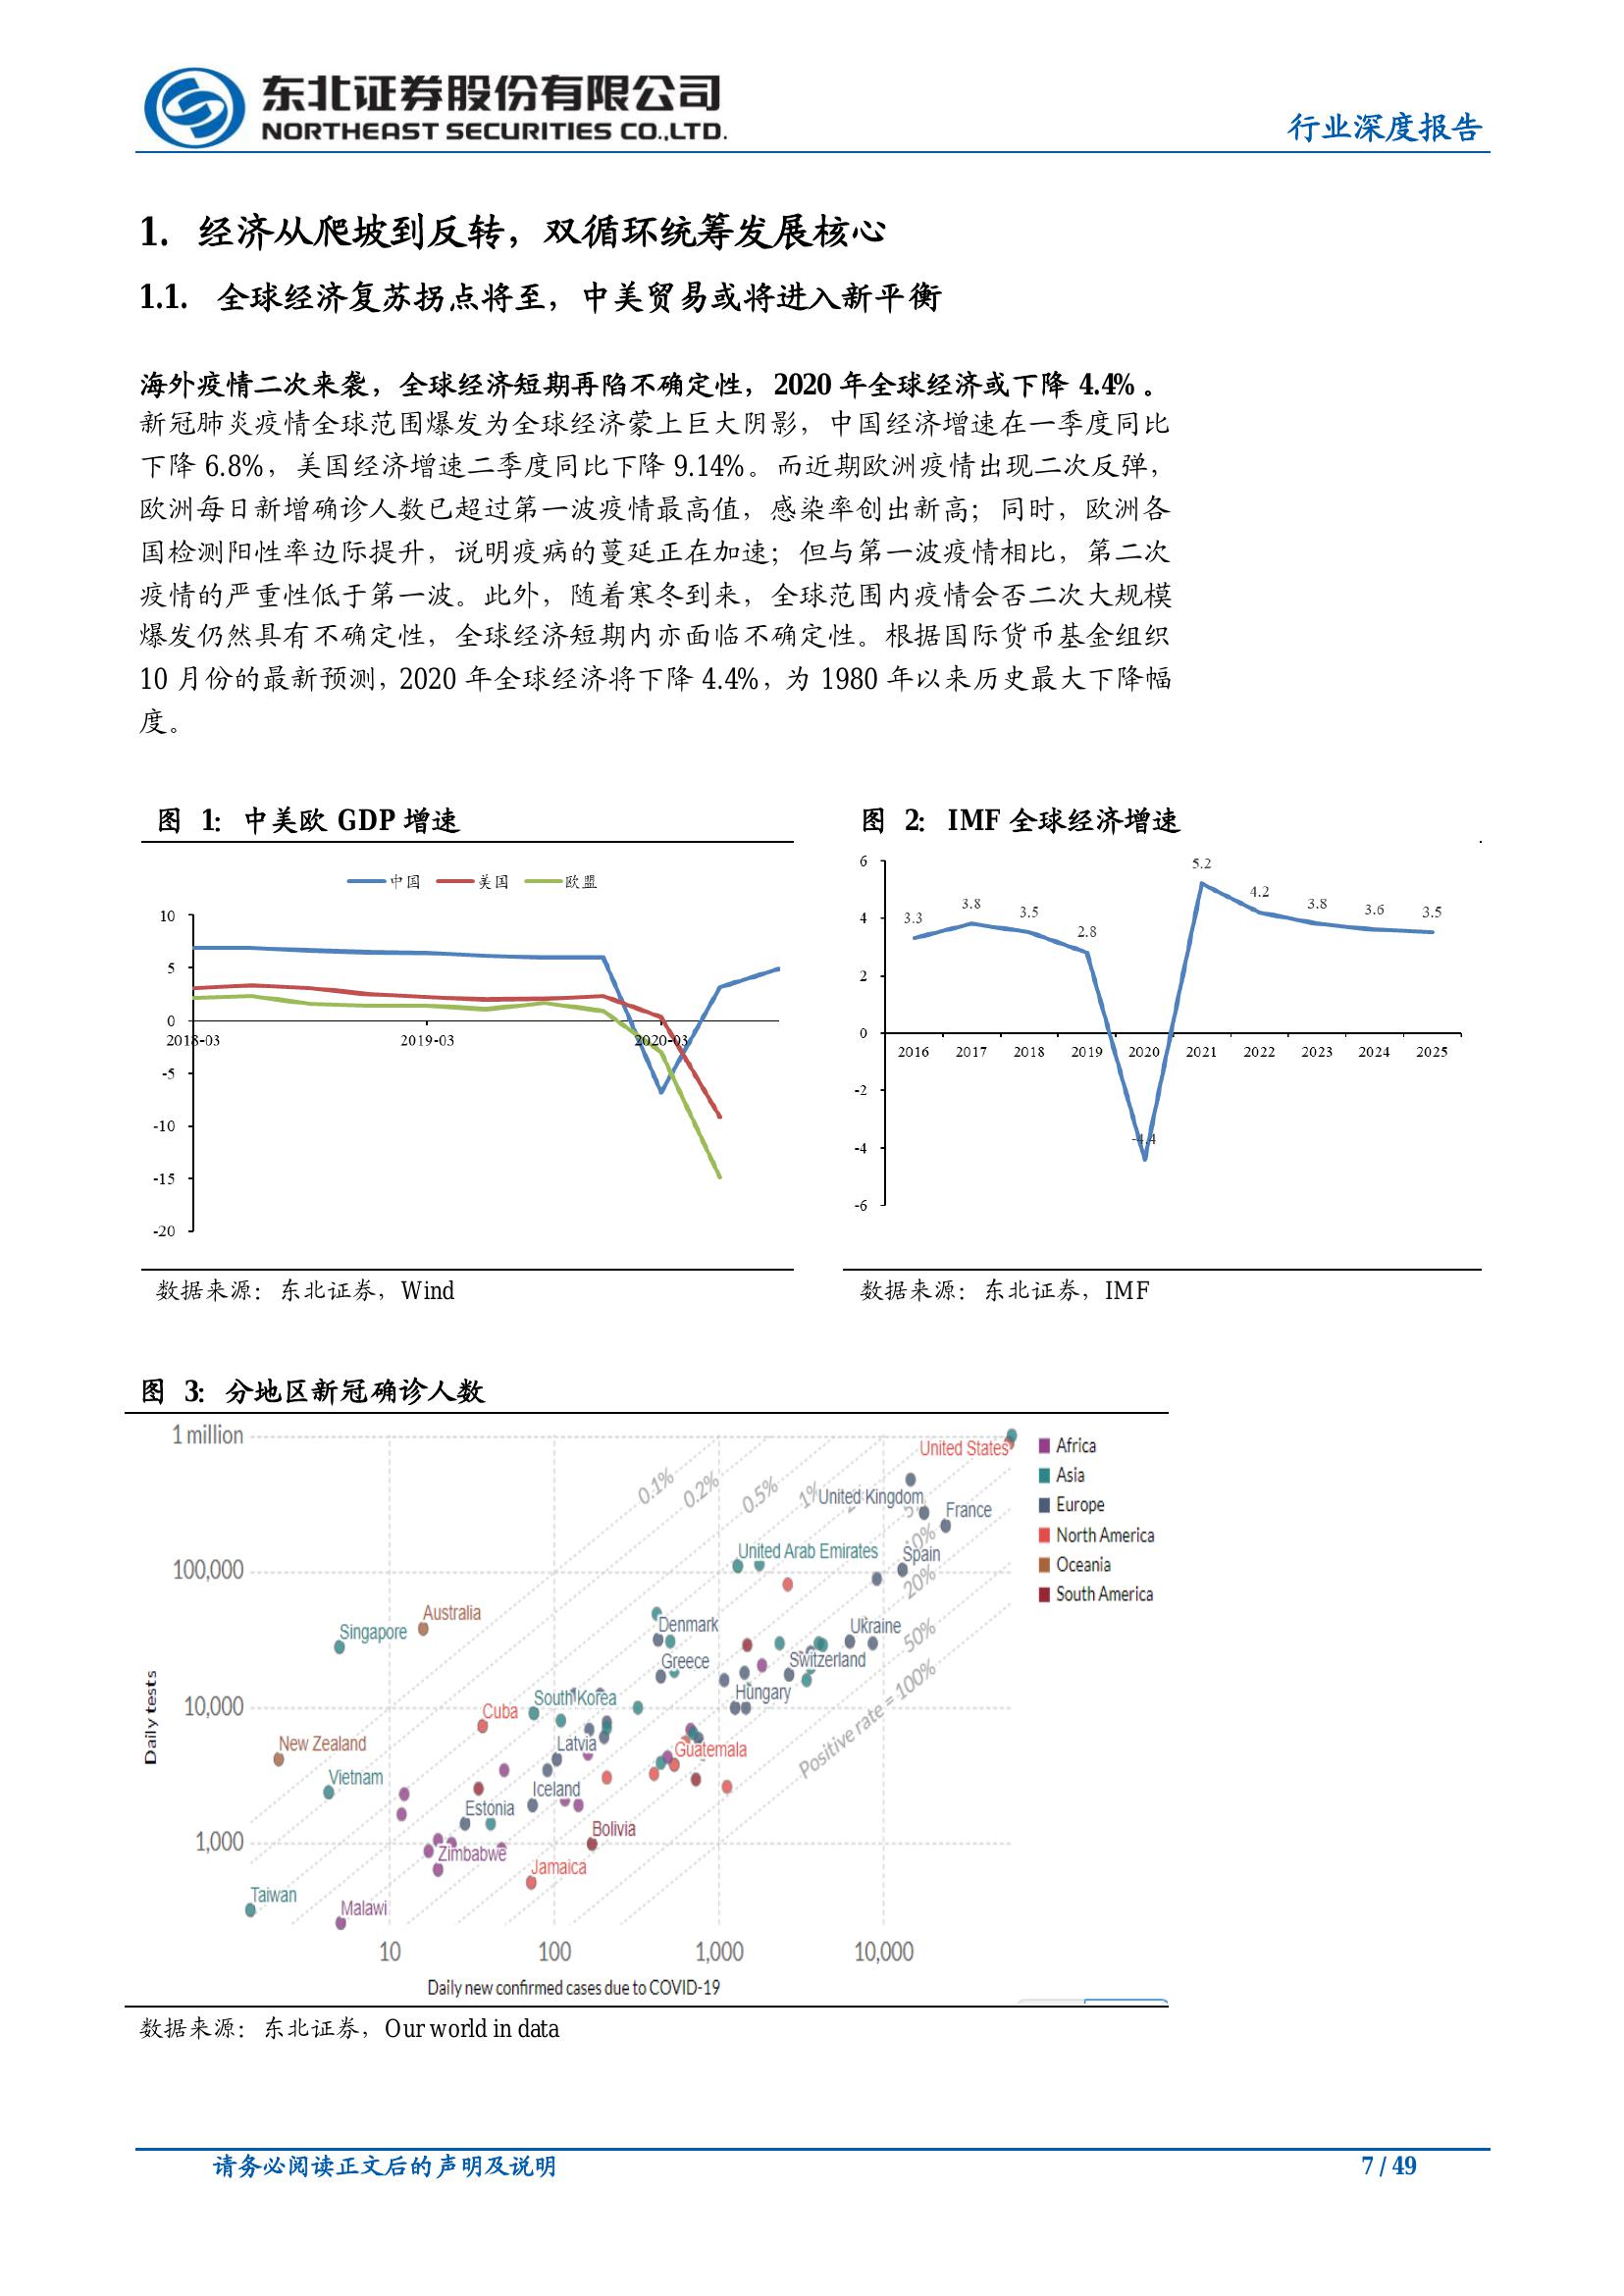 东北证券股份有限公司
NORTHEAST SECURITIES CO.,LTD.
行业深度报告
1. 经济从爬坡到反转，双循环统筹发展核心
1.1. 全球经济复苏拐点将至，中美贸易或将进入新平衡
海外疫情二次来袭，全球经济短期再陷不确定性，2020 年全球经济或下降 4.4% 。
新冠肺炎疫情全球范围爆发为全球经济蒙上巨大阴影，中国经济增速在一季度同比
下降 6.8%，美国经济增速二季度同比下降 9.14%。而近期欧洲疫情出现二次反弹，
欧洲每日新增确诊人数已超过第一波疫情最高值，感染率创出新高；同时，欧洲各
国检测阳性率边际提升，说明疫病的蔓延正在加速；但与第一波疫情相比，第二次
疫情的严重性低于第一波。此外，随着寒冬到来，全球范围内疫情会否二次大规模
爆发仍然具有不确定性，全球经济短期内亦面临不确定性。根据国际货币基金组织
10 月份的最新预测，2020 年全球经济将下降 4.4%，为 1980 年以来历史最大下降幅
度。
图 1：中美欧 GDP 增速
中国 美国 欧盟
10
5
0
-5
-10
-15
-20
2018-03 2019-03 2020-03
数据来源：东北证券，Wind
图 2：IMF 全球经济增速
6
4
2
0
-2
-4
-6
3.3 3.8 3.5 2.8 -4.4 5.2 4.2 3.8 3.6 3.5
2016 2017 2018 2019 2020 2021 2022 2023 2024 2025
数据来源：东北证券，IMF
图 3：分地区新冠确诊人数
1 million
100,000
10,000
1,000
Daily tests
0.1% 0.2% 0.5% 1%
20%
50%
Positive rate = 100%
United States
United Kingdom
France
United Arab Emirates
Spain
Australia
Singapore
Denmark
Ukraine
Greece
Switzerland
Hungary
South Korea
Cuba
New Zealand
Latvia
Guatemala
Vietnam
Iceland
Estonia
Bolivia
Zimbabwe
Jamaica
Taiwan
Malawi
10 100 1,000 10,000
Daily new confirmed cases due to COVID-19
Africa
Asia
Europe
North America
Oceania
South America
数据来源：东北证券，Our world in data
请务必阅读正文后的声明及说明
7 / 49